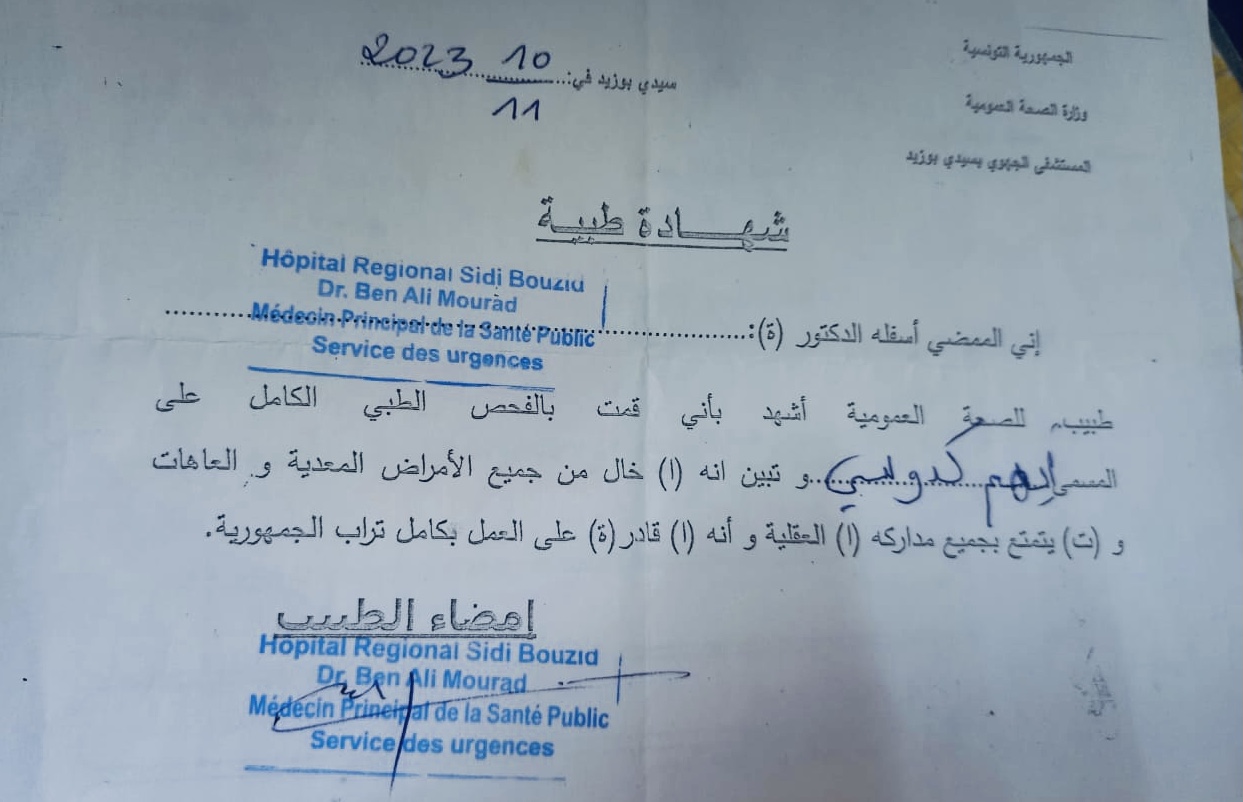 الجمهورية التونسية
وزارة الصحة العمومية
المستشفى الجهوي بسيدي بوزيد
سيدي بوزيد في: 10 2023
11
شهادة طبية
Hôpital Regional Sidi Bouzid
Dr. Ben Ali Mourad
Médecin Principal de la Santé Public
Service des urgences
إني الممضي أسفله الدكتور (ة):
طبيب الصحة العمومية أشهد بأني قمت بالفحص الطبي الكامل على
المسمى و تبين انه (ا) خال من جميع الأمراض المعدية و العاهات
و (ت) يتمتع بجميع مداركه (ا) العقلية و أنه (ا) قادر (ة) على العمل بكامل تراب الجمهورية.
إمضاء الطبيب
Hôpital Regional Sidi Bouzid
Dr. Ben Ali Mourad
Médecin Principal de la Santé Public
Service des urgences